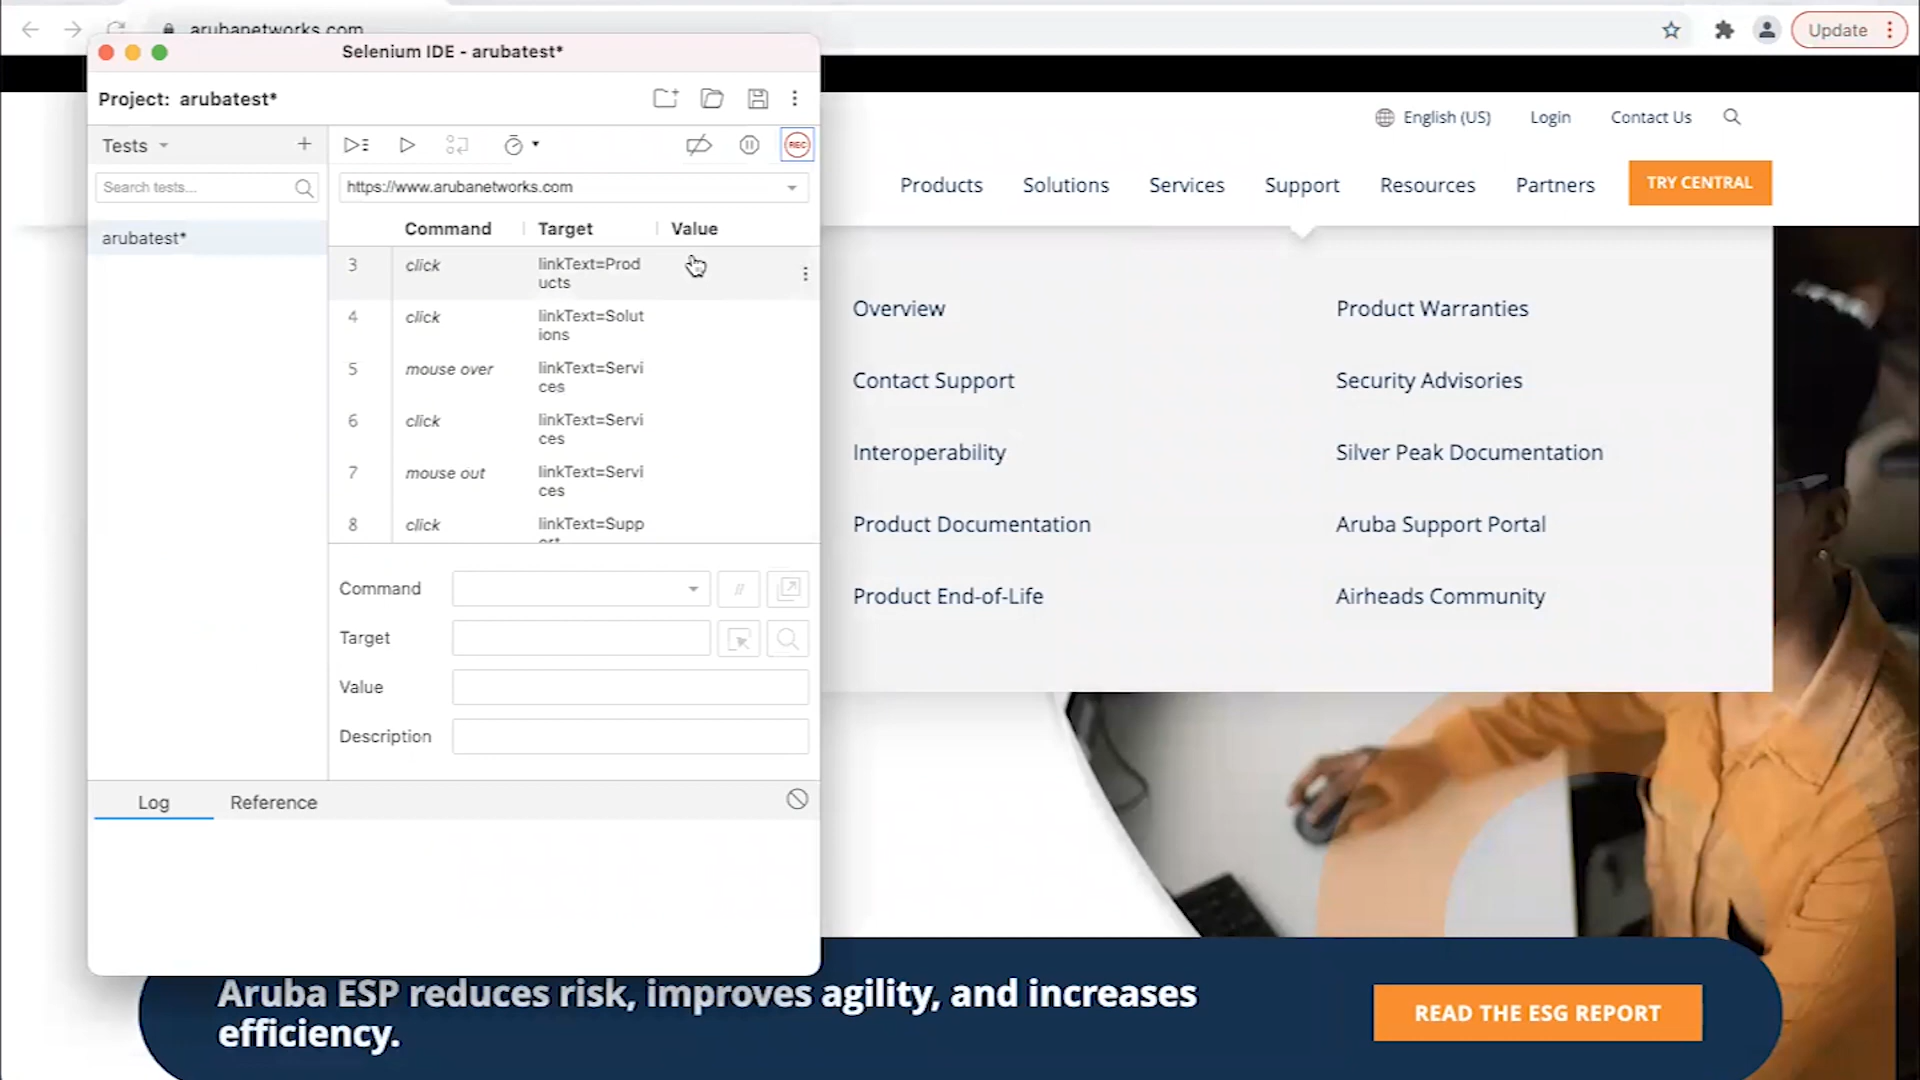 arubanetworks.com
Update
Selenium IDE - arubatest*
Project: arubatest*
Tests
REC
Search tests...
https://www.arubanetworks.com
arubatest*
Command Target Value
3 click linkText=Prod
ucts
4 click linkText=Solut
ions
5 mouse over linkText=Servi
ces
6 click linkText=Servi
ces
7 mouse out linkText=Servi
ces
8 click linkText=Supp
ort
Command
//
Target
Value
Description
Log Reference
English (US) Login Contact Us
Products Solutions Services Support Resources Partners TRY CENTRAL
Overview Product Warranties
Contact Support Security Advisories
Interoperability Silver Peak Documentation
Product Documentation Aruba Support Portal
Product End-of-Life Airheads Community
Aruba ESP reduces risk, improves agility, and increases
efficiency.
READ THE ESG REPORT